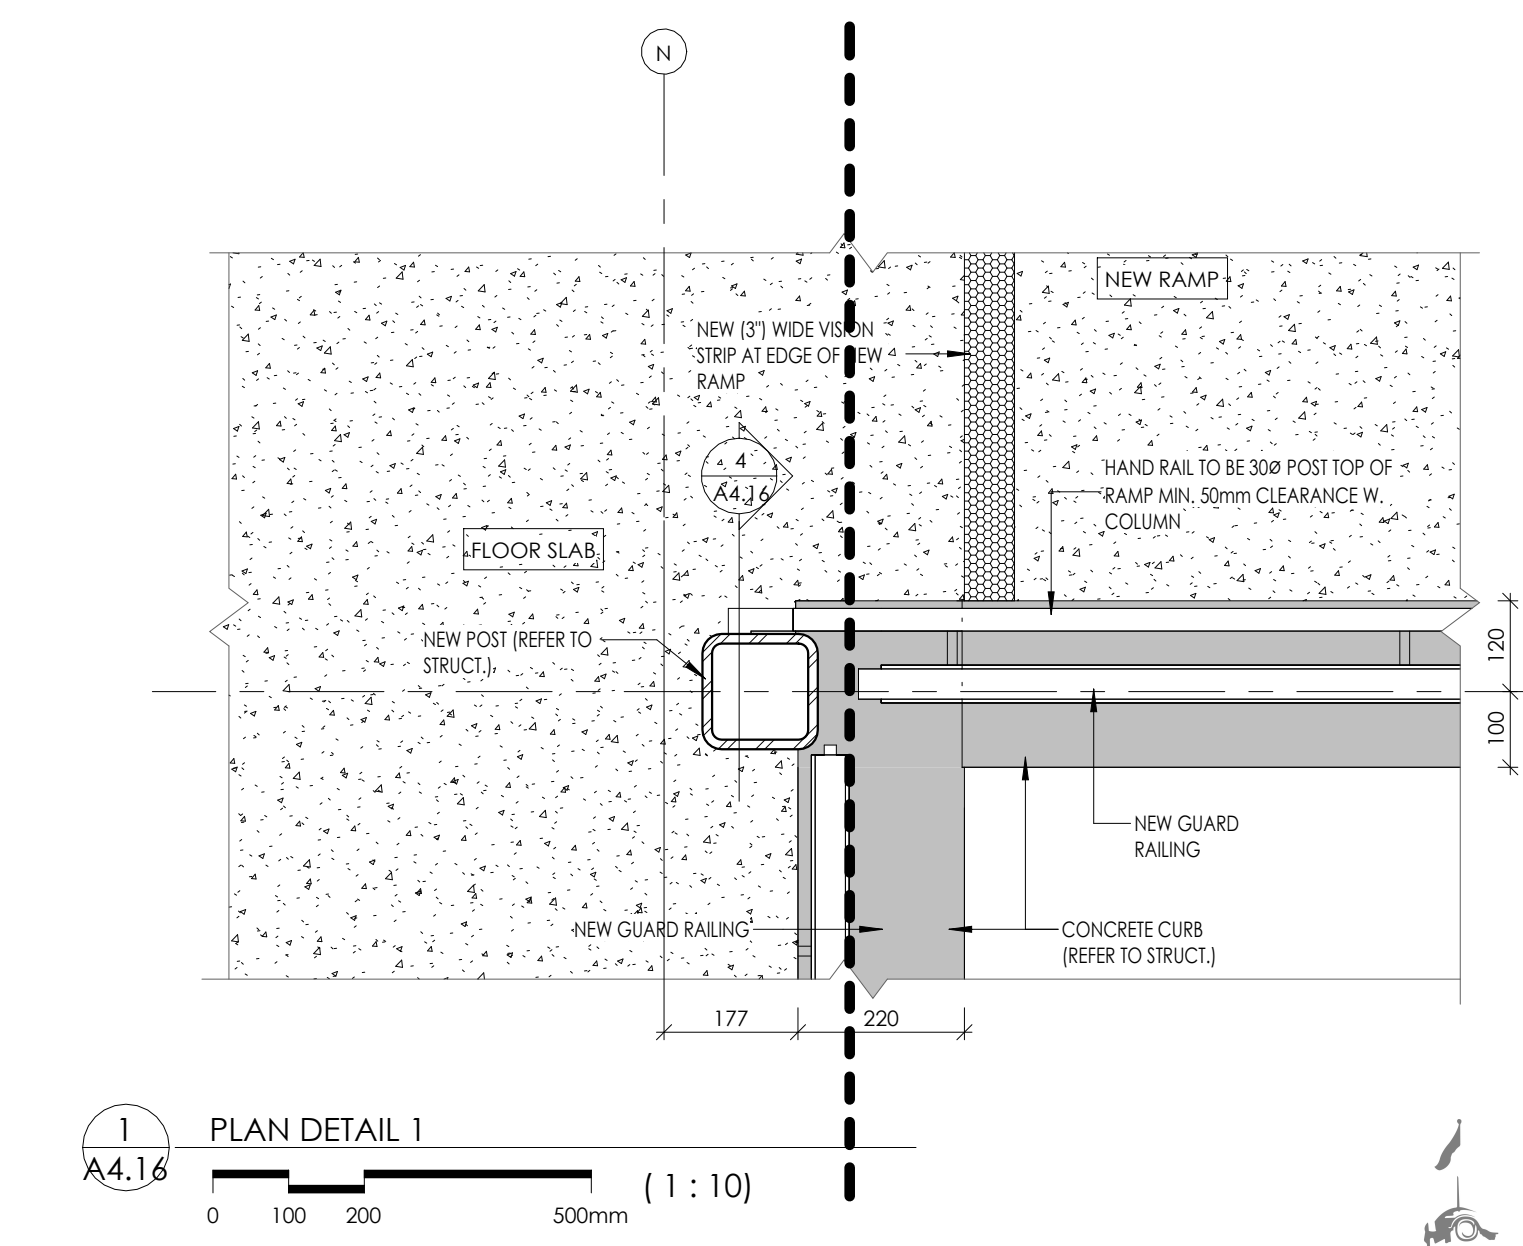 N
NEW RAMP
NEW (3") WIDE VISION
STRIP AT EDGE OF NEW
RAMP
4
A4.16
HAND RAIL TO BE 30Ø POST TOP OF
RAMP MIN. 50mm CLEARANCE W.
COLUMN
FLOOR SLAB
NEW POST (REFER TO
STRUCT.)
120
100
NEW GUARD
RAILING
NEW GUARD RAILING
CONCRETE CURB
(REFER TO STRUCT.)
177
220
1
A4.16
PLAN DETAIL 1
0
100
200
500mm
( 1 : 10)